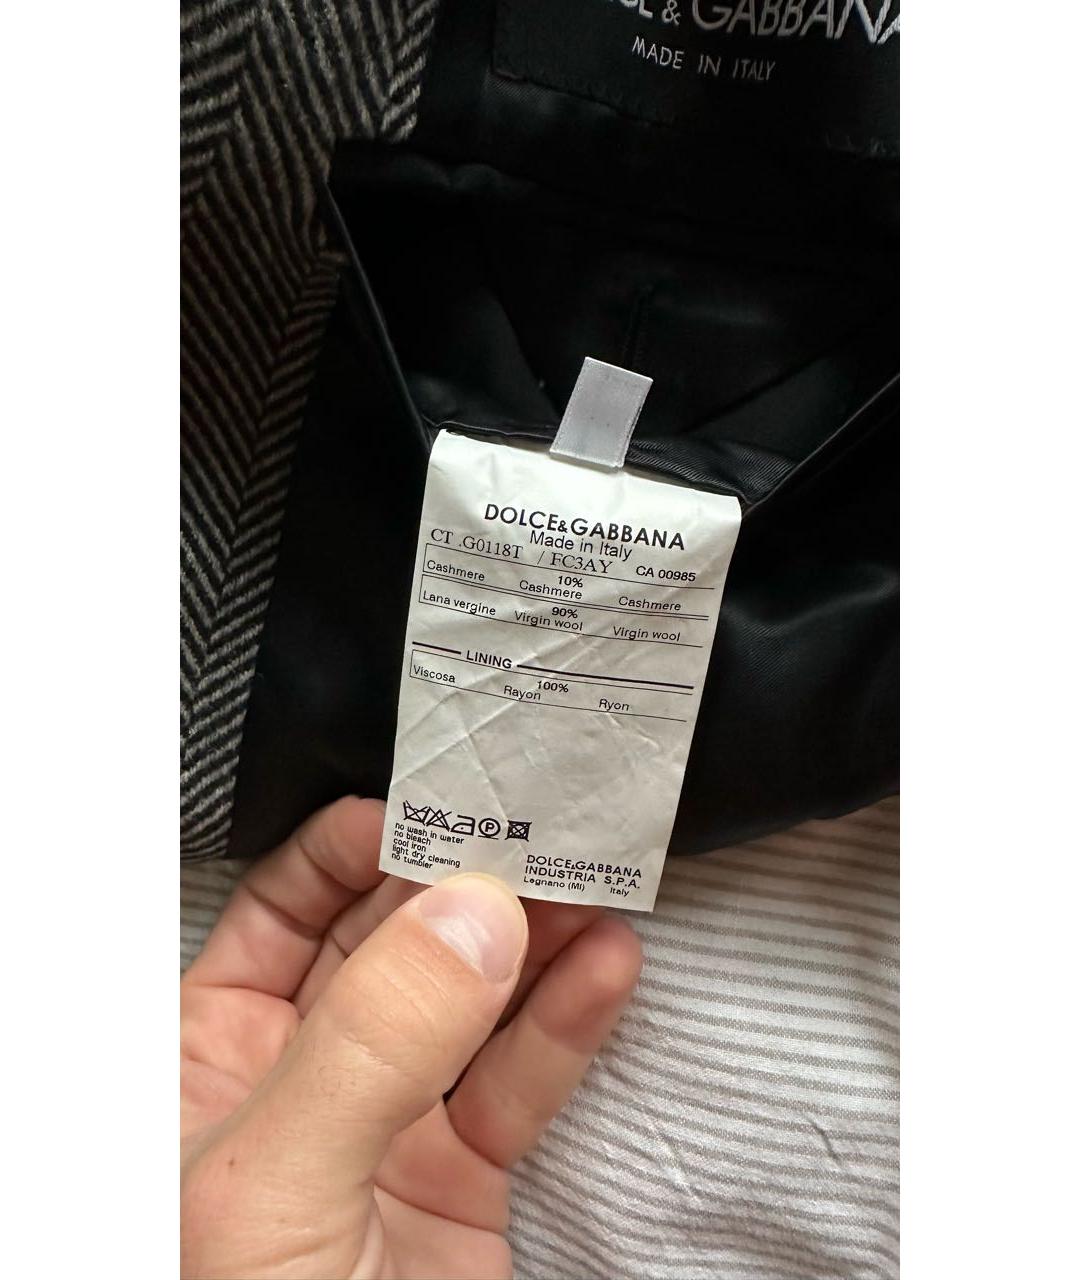 & GABBANA
MADE IN ITALY
DOLCE&GABBANA
Made in Italy
CT .G0118T / FC3AY CA 00985
10%
Cashmere Cashmere Cashmere
90%
Lana vergine Virgin wool Virgin wool
LINING
100%
Viscosa Rayon Ryon
P
no wash in water
no bleach
cool iron
light dry cleaning
no tumbler
DOLCE&GABBANA
INDUSTRIA S.P.A.
Legnano (MI) Italy